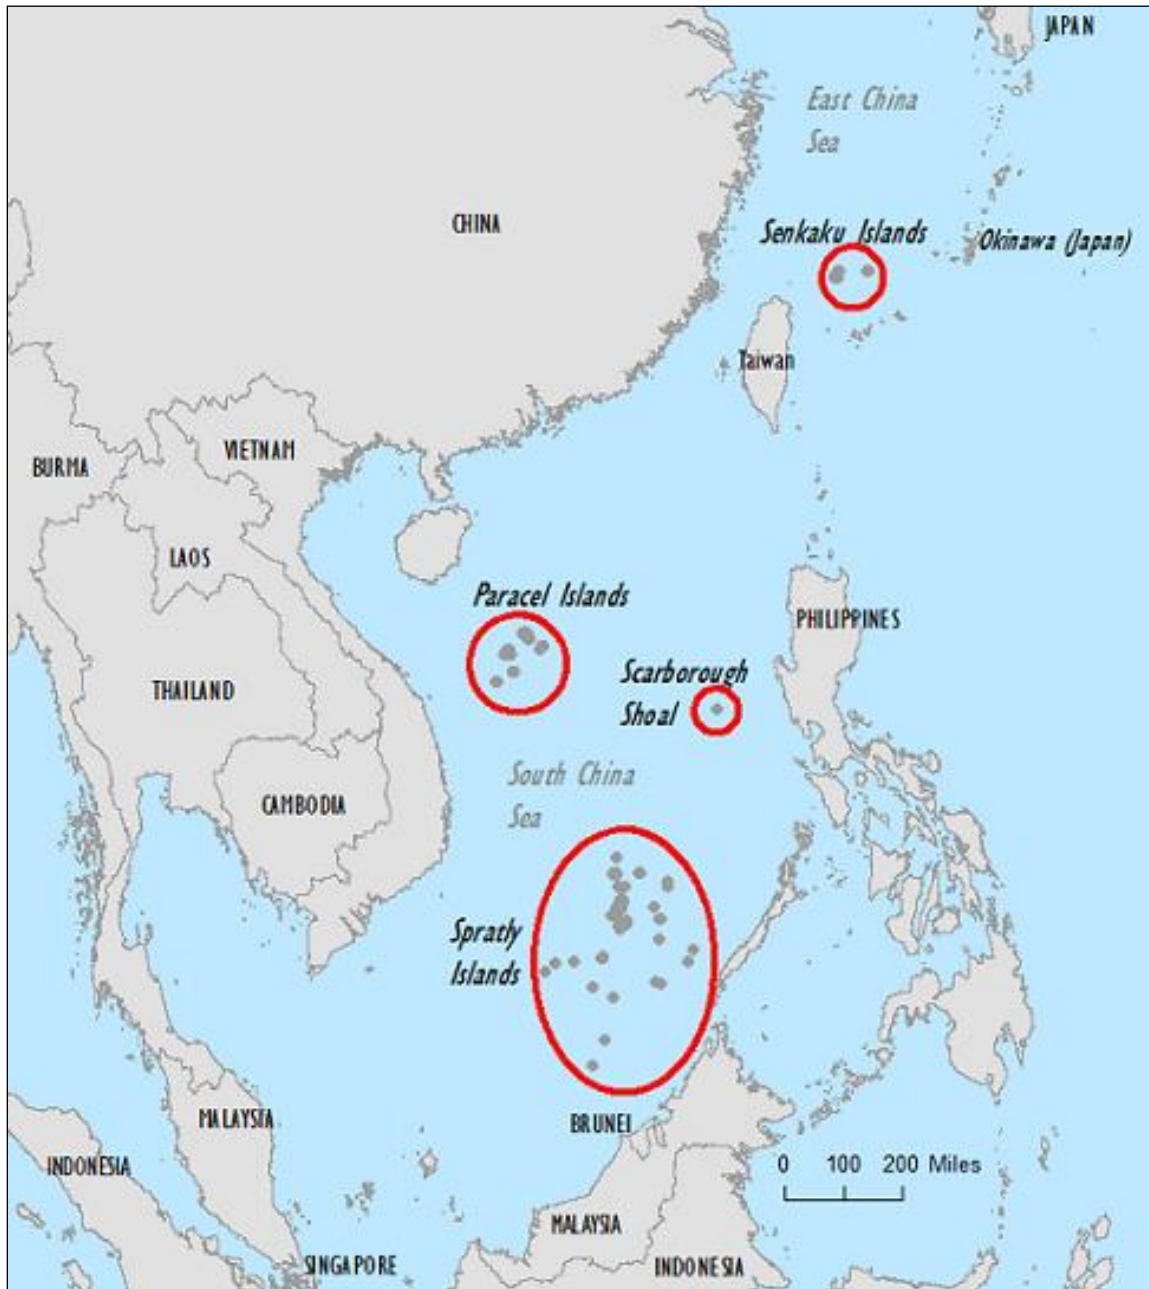 JAPAN
East China
Sea
CHINA
Senkaku Islands
Okinawa (Japan)
Taiwan
VIETNAM
BURMA
LAOS
Paracel Islands
PHILIPPINES
Scarborough
Shoal
THAILAND
South China
Sea
CAMBODIA
Spratly
Islands
MALAYSIA
BRUNEI
INDONESIA
0 100 200 Miles
MALAYSIA
SINGAPORE
INDONESIA